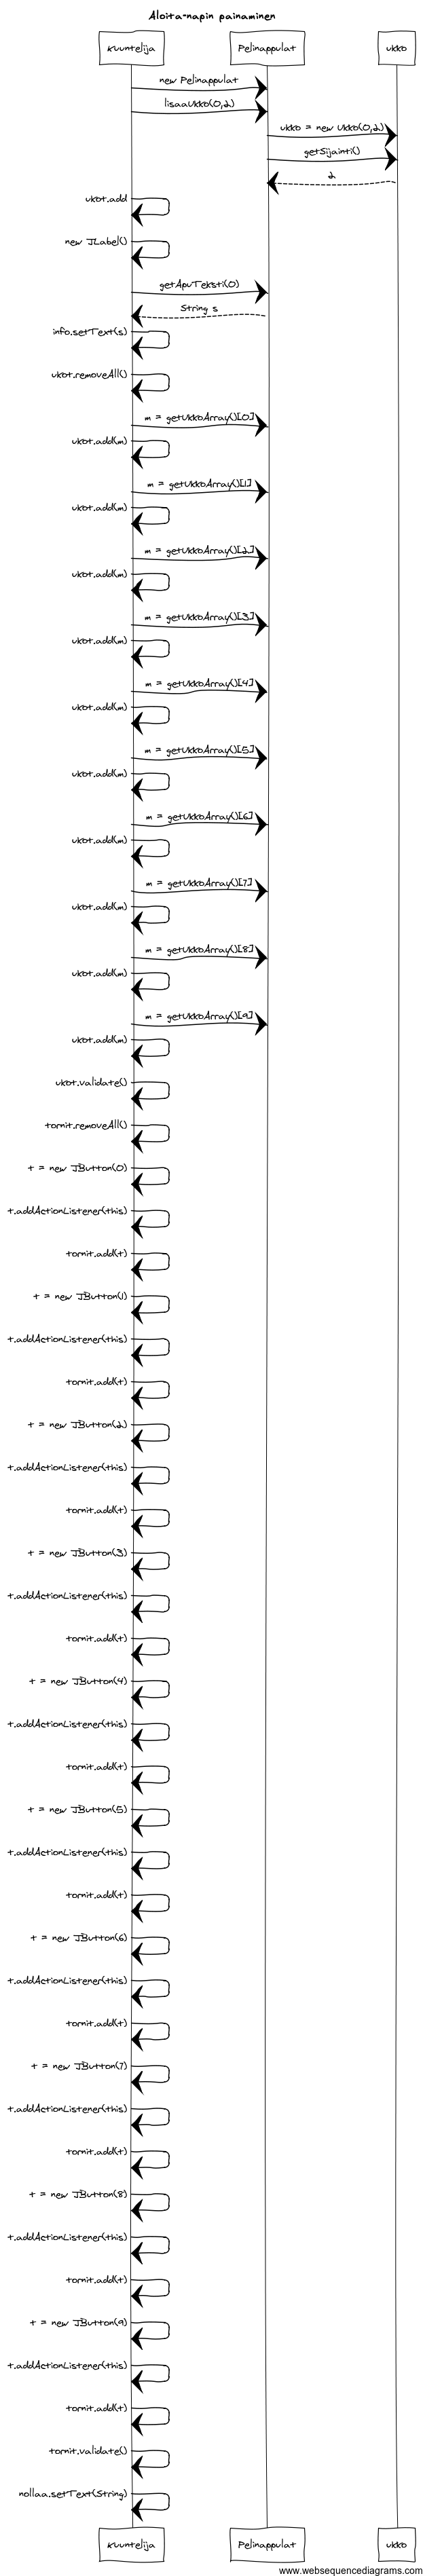 Aloita-napin painaminen
Kuuntelija
Pelinappulat
Ukko
new Pelinappulat
lisaaUkko(0,2)
ukko = new Ukko(0,2)
getSijainti()
2
ukot.add
new JLabel()
getApuTeksti(0)
String s
info.setText(s)
ukot.removeAll()
m = getUkkoArray()[0]
ukot.add(m)
m = getUkkoArray()[1]
ukot.add(m)
m = getUkkoArray()[2]
ukot.add(m)
m = getUkkoArray()[3]
ukot.add(m)
m = getUkkoArray()[4]
ukot.add(m)
m = getUkkoArray()[5]
ukot.add(m)
m = getUkkoArray()[6]
ukot.add(m)
m = getUkkoArray()[7]
ukot.add(m)
m = getUkkoArray()[8]
ukot.add(m)
m = getUkkoArray()[9]
ukot.add(m)
ukot.validate()
tornit.removeAll()
t = new JButton(0)
t.addActionListener(this)
tornit.add(t)
t = new JButton(1)
t.addActionListener(this)
tornit.add(t)
t = new JButton(2)
t.addActionListener(this)
tornit.add(t)
t = new JButton(3)
t.addActionListener(this)
tornit.add(t)
t = new JButton(4)
t.addActionListener(this)
tornit.add(t)
t = new JButton(5)
t.addActionListener(this)
tornit.add(t)
t = new JButton(6)
t.addActionListener(this)
tornit.add(t)
t = new JButton(7)
t.addActionListener(this)
tornit.add(t)
t = new JButton(8)
t.addActionListener(this)
tornit.add(t)
t = new JButton(9)
t.addActionListener(this)
tornit.add(t)
tornit.validate()
nollaa.setText(String)
Kuuntelija
Pelinappulat
Ukko
www.websequencediagrams.com